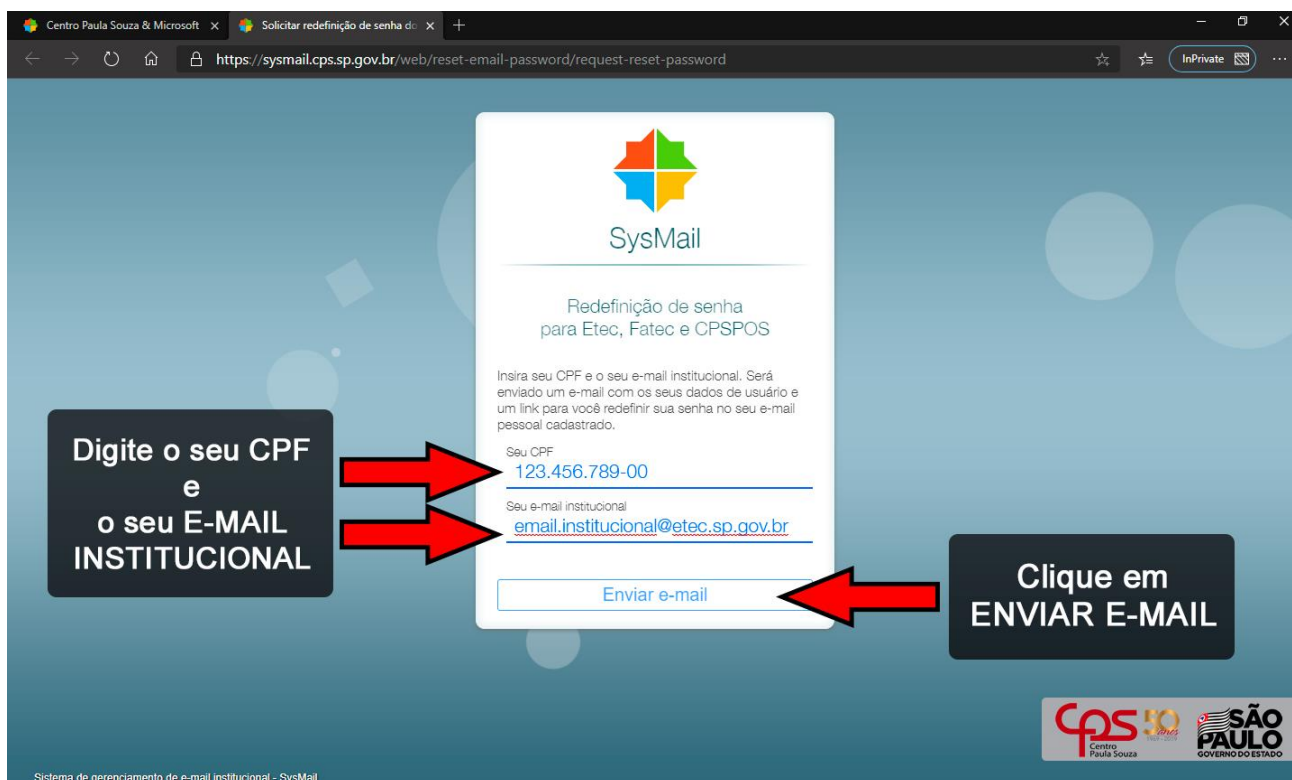 Centro Paula Souza & Microsoft
Solicitar redefinição de senha do
https://sysmail.cps.sp.gov.br/web/reset-email-password/request-reset-password
InPrivate
SysMail
Redefinição de senha
para Etec, Fatec e CPSPOS
Insira seu CPF e o seu e-mail institucional. Será
enviado um e-mail com os seus dados de usuário e
um link para você redefinir sua senha no seu e-mail
pessoal cadastrado.
Digite o seu CPF
e
o seu E-MAIL
INSTITUCIONAL
Seu CPF
123.456.789-00
Seu e-mail institucional
email.institucional@etec.sp.gov.br
Enviar e-mail
Clique em
ENVIAR E-MAIL
CPS
Centro
Paula Souza
50
anos
SÃO
PAULO
GOVERNO DO ESTADO
Sistema de gerenciamento de e-mail institucional - SysMail